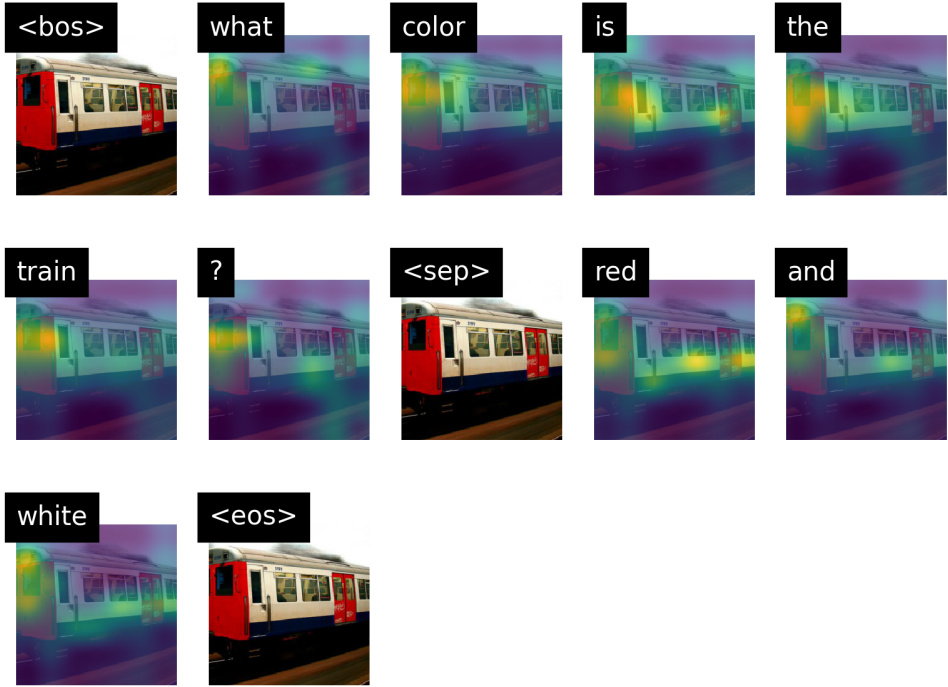 <bos> what color is the
train ? <sep> red and
white <eos>